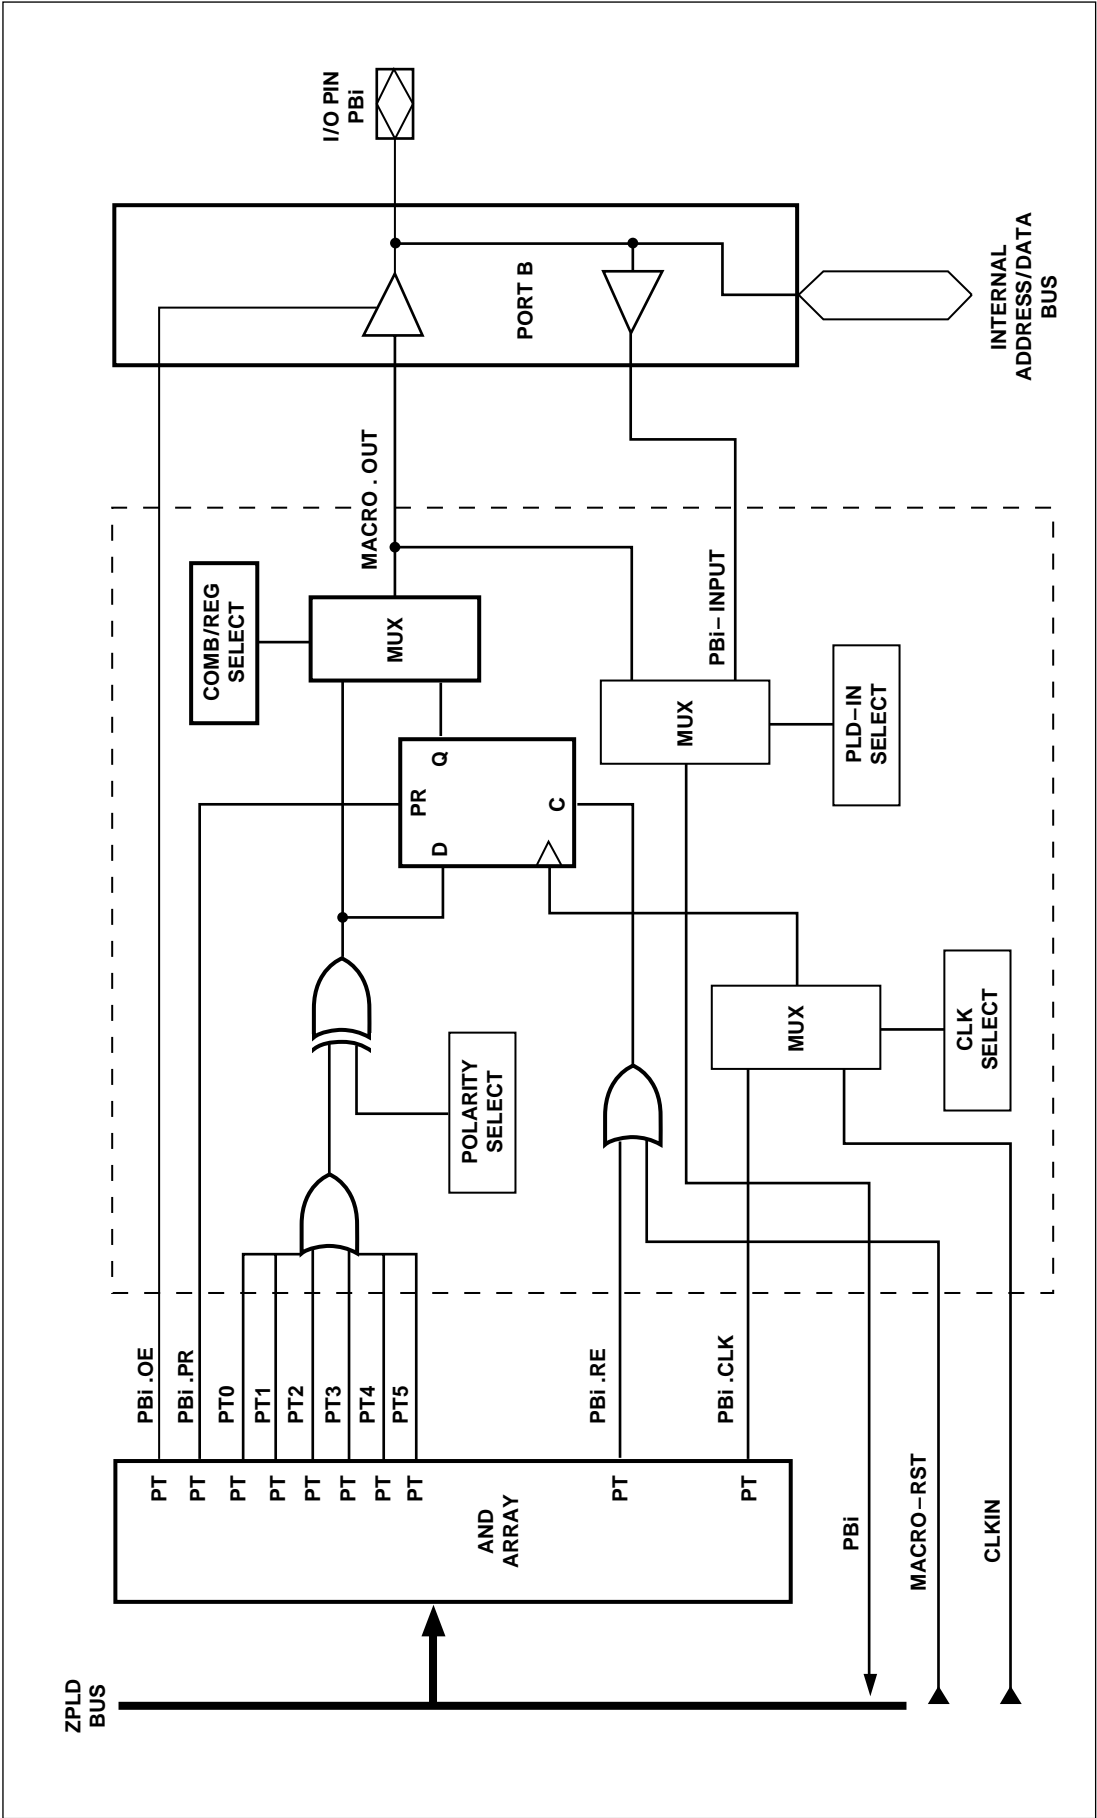 ZPLD
BUS
AND
ARRAY
PT
PT
PT
PT
PT
PT
PT
PT
PT
PT
PBi .OE
PBi .PR
PT0
PT1
PT2
PT3
PT4
PT5
PBi .RE
PBi .CLK
PBi
MACRO–RST
CLKIN
POLARITY
SELECT
MUX
CLK
SELECT
D
PR
Q
C
COMB/REG
SELECT
MUX
MUX
PLD–IN
SELECT
MACRO . OUT
PBi– INPUT
PORT B
I/O PIN
PBi
INTERNAL
ADDRESS/DATA
BUS